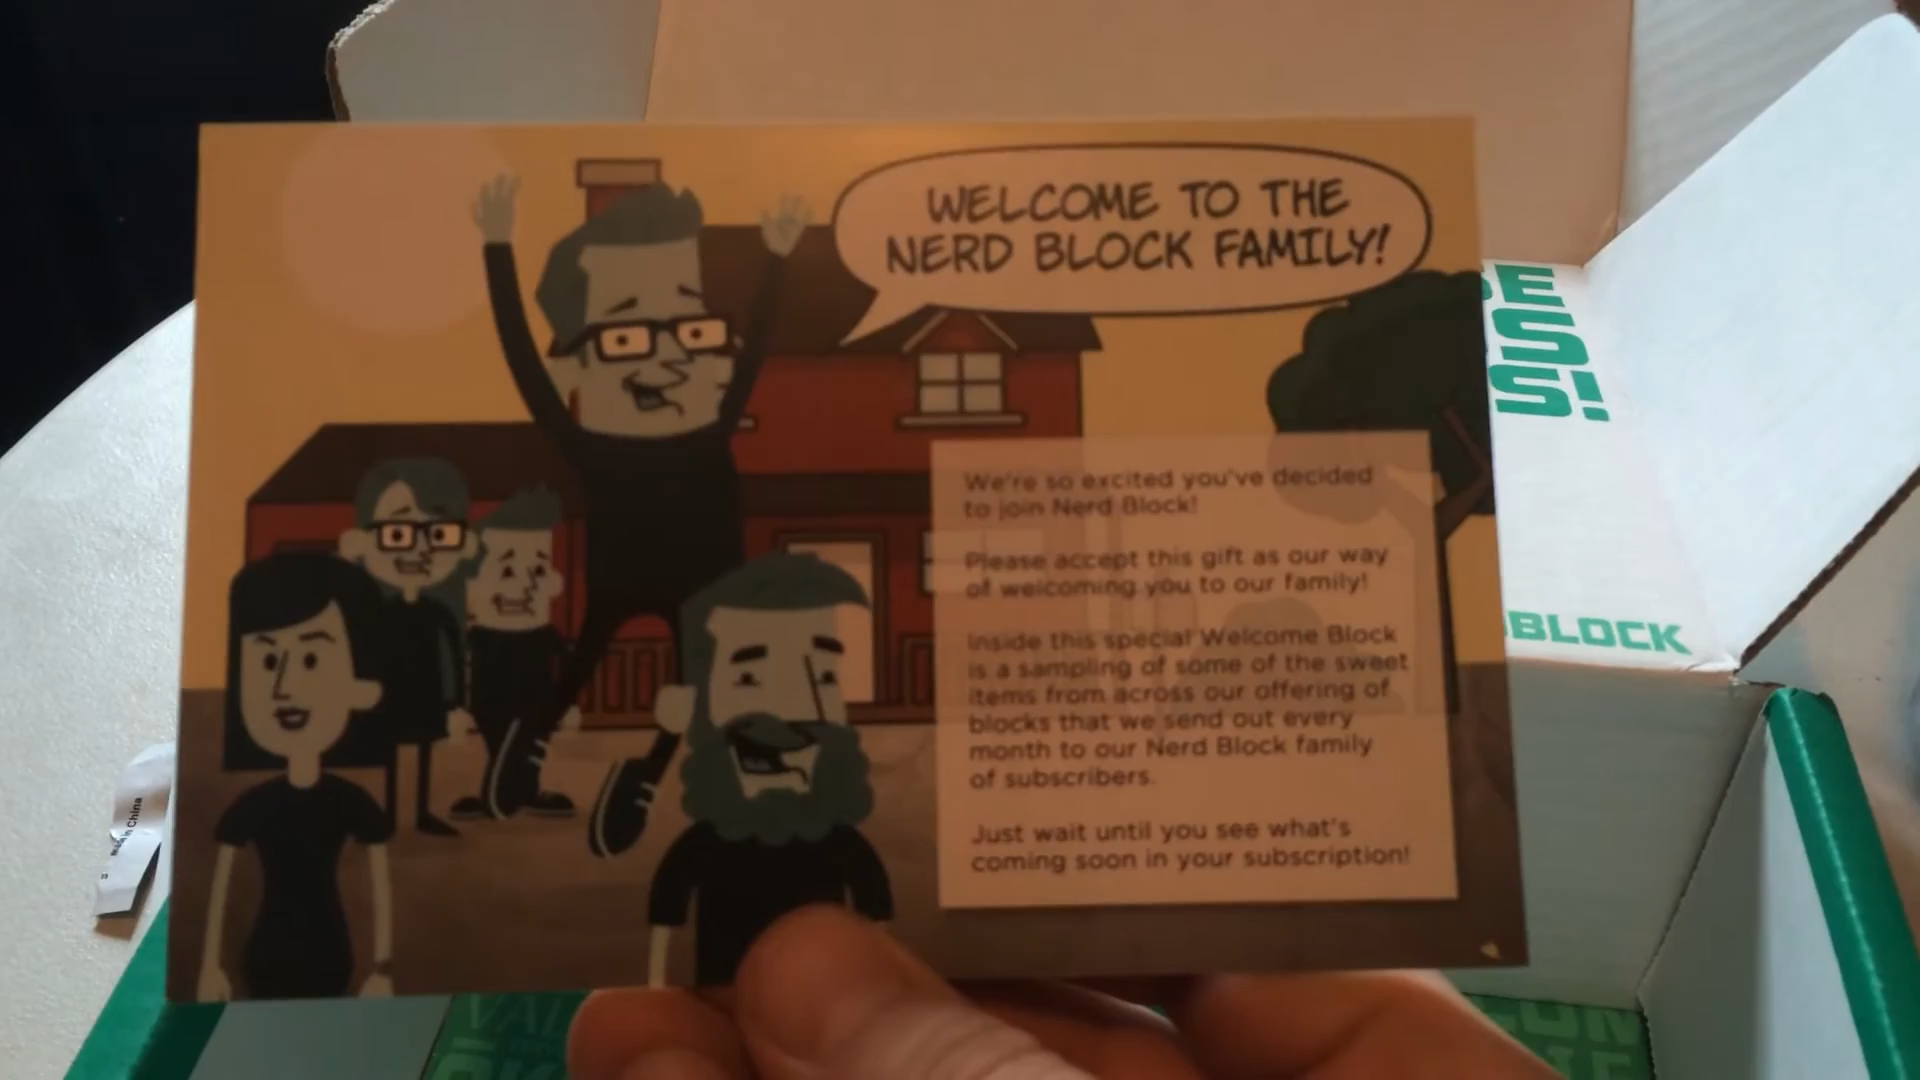 WELCOME TO THE
NERD BLOCK FAMILY!
We're so excited you've decided
to join Nerd Block!
Please accept this gift as our way
of welcoming you to our family!
Inside this special Welcome Block
is a sampling of some of the sweet
items from across our offering of
blocks that we send out every
month to our Nerd Block family
of subscribers.
Just wait until you see what's
coming soon in your subscription!
BLOCK
in China